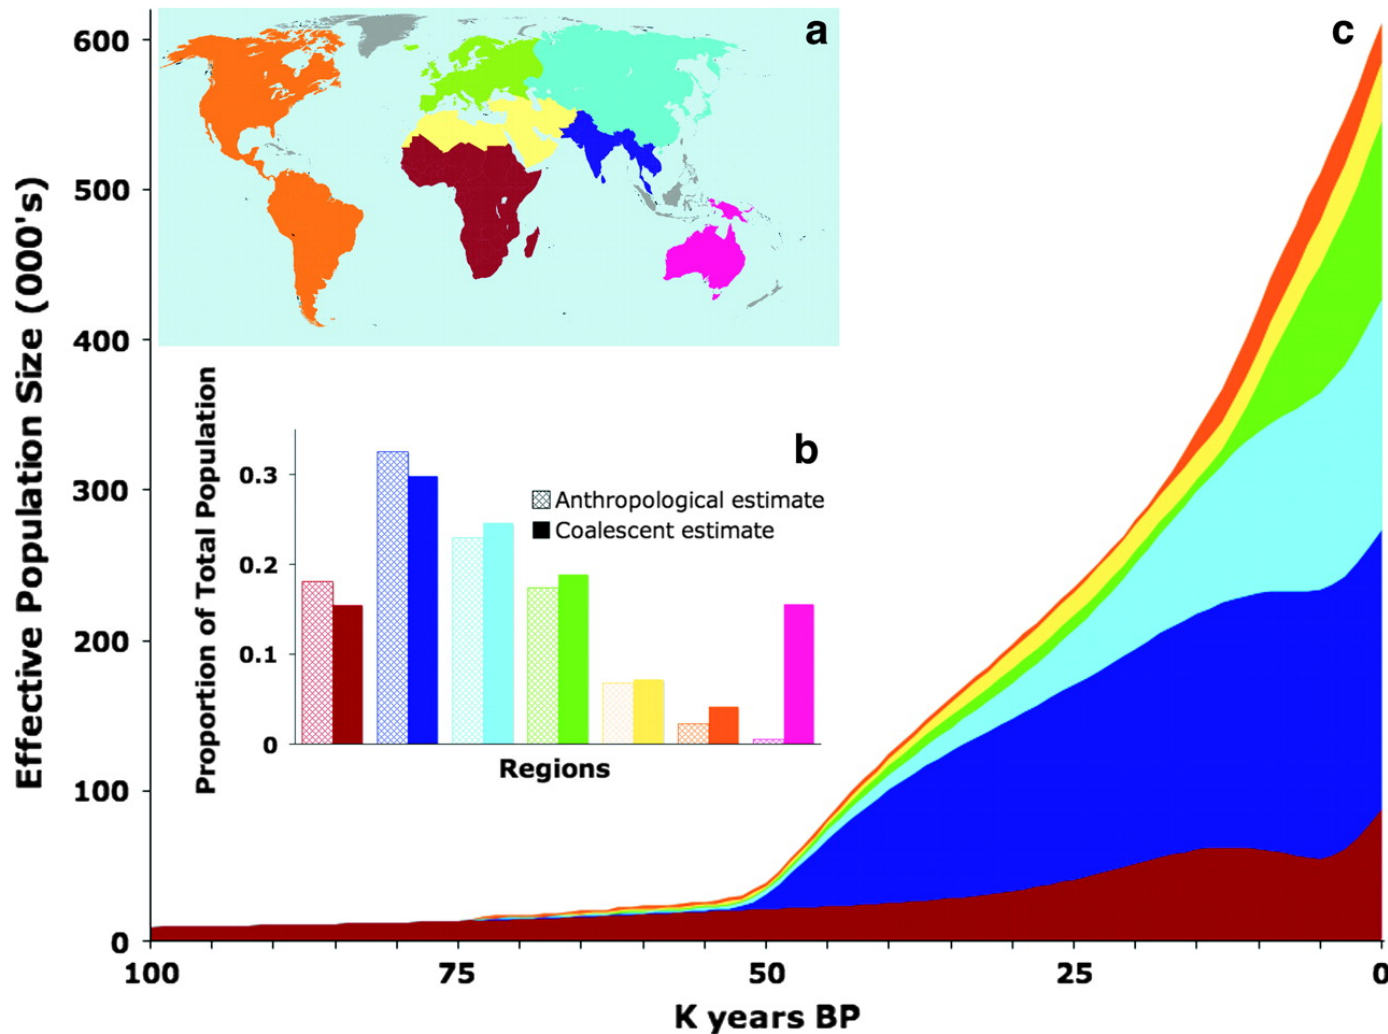 a
c
600
500
400
300
200
100
0
Effective Population Size (000's)
b
Proportion of Total Population
0.3
0.2
0.1
0
Anthropological estimate
Coalescent estimate
Regions
100
75
50
25
0
K years BP